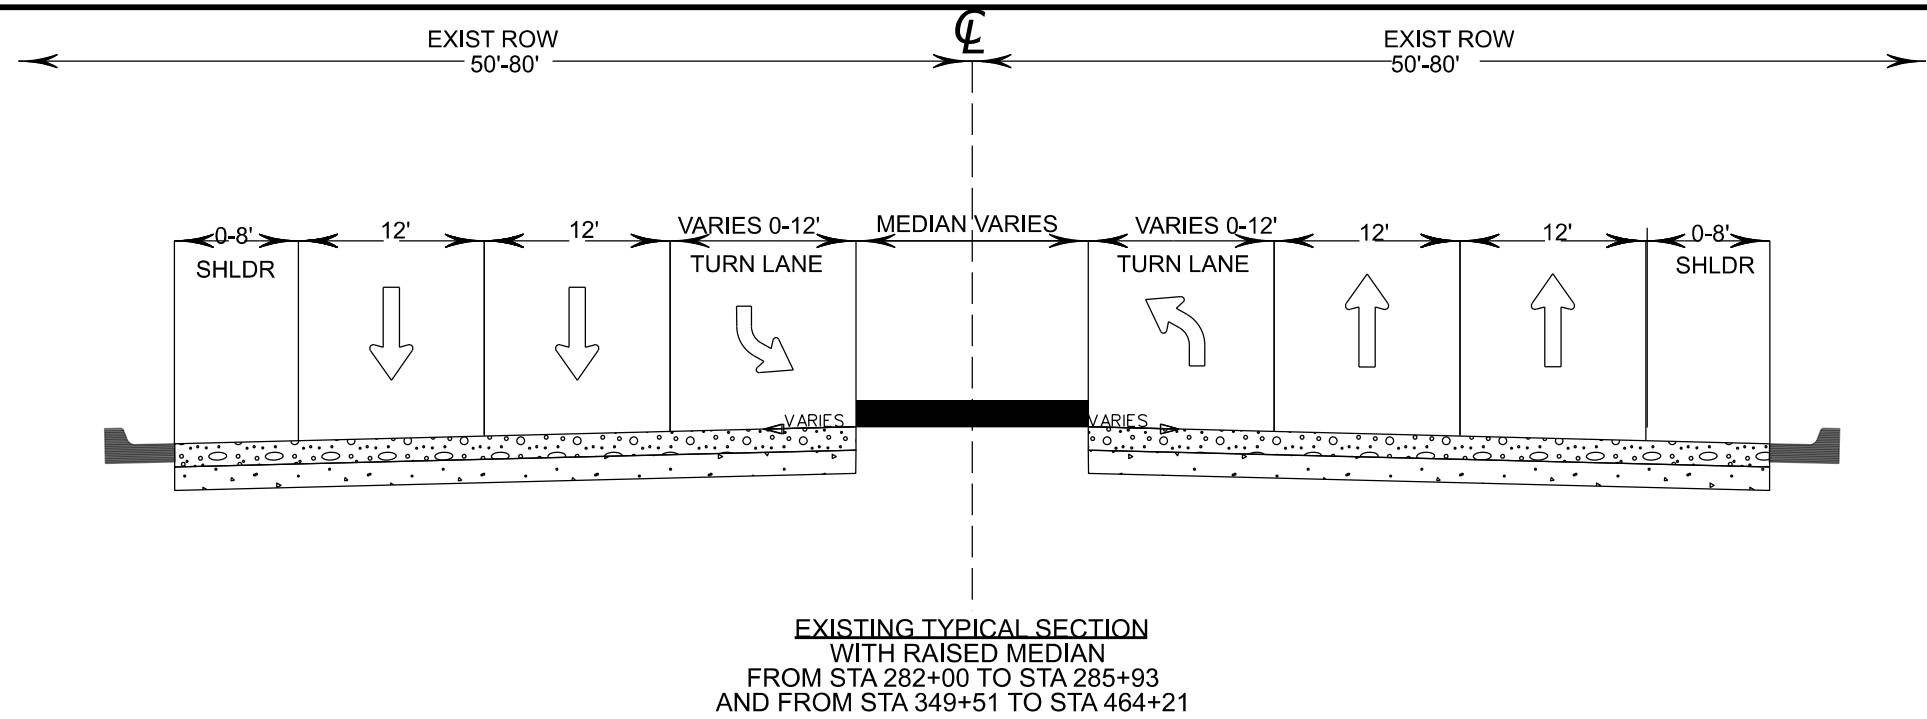 ℄
EXIST ROW
50'-80'
EXIST ROW
50'-80'
0-8'
12'
12'
VARIES 0-12'
MEDIAN VARIES
VARIES 0-12'
12'
12'
0-8'
SHLDR
TURN LANE
TURN LANE
SHLDR
VARIES
VARIES
EXISTING TYPICAL SECTION
WITH RAISED MEDIAN
FROM STA 282+00 TO STA 285+93
AND FROM STA 349+51 TO STA 464+21